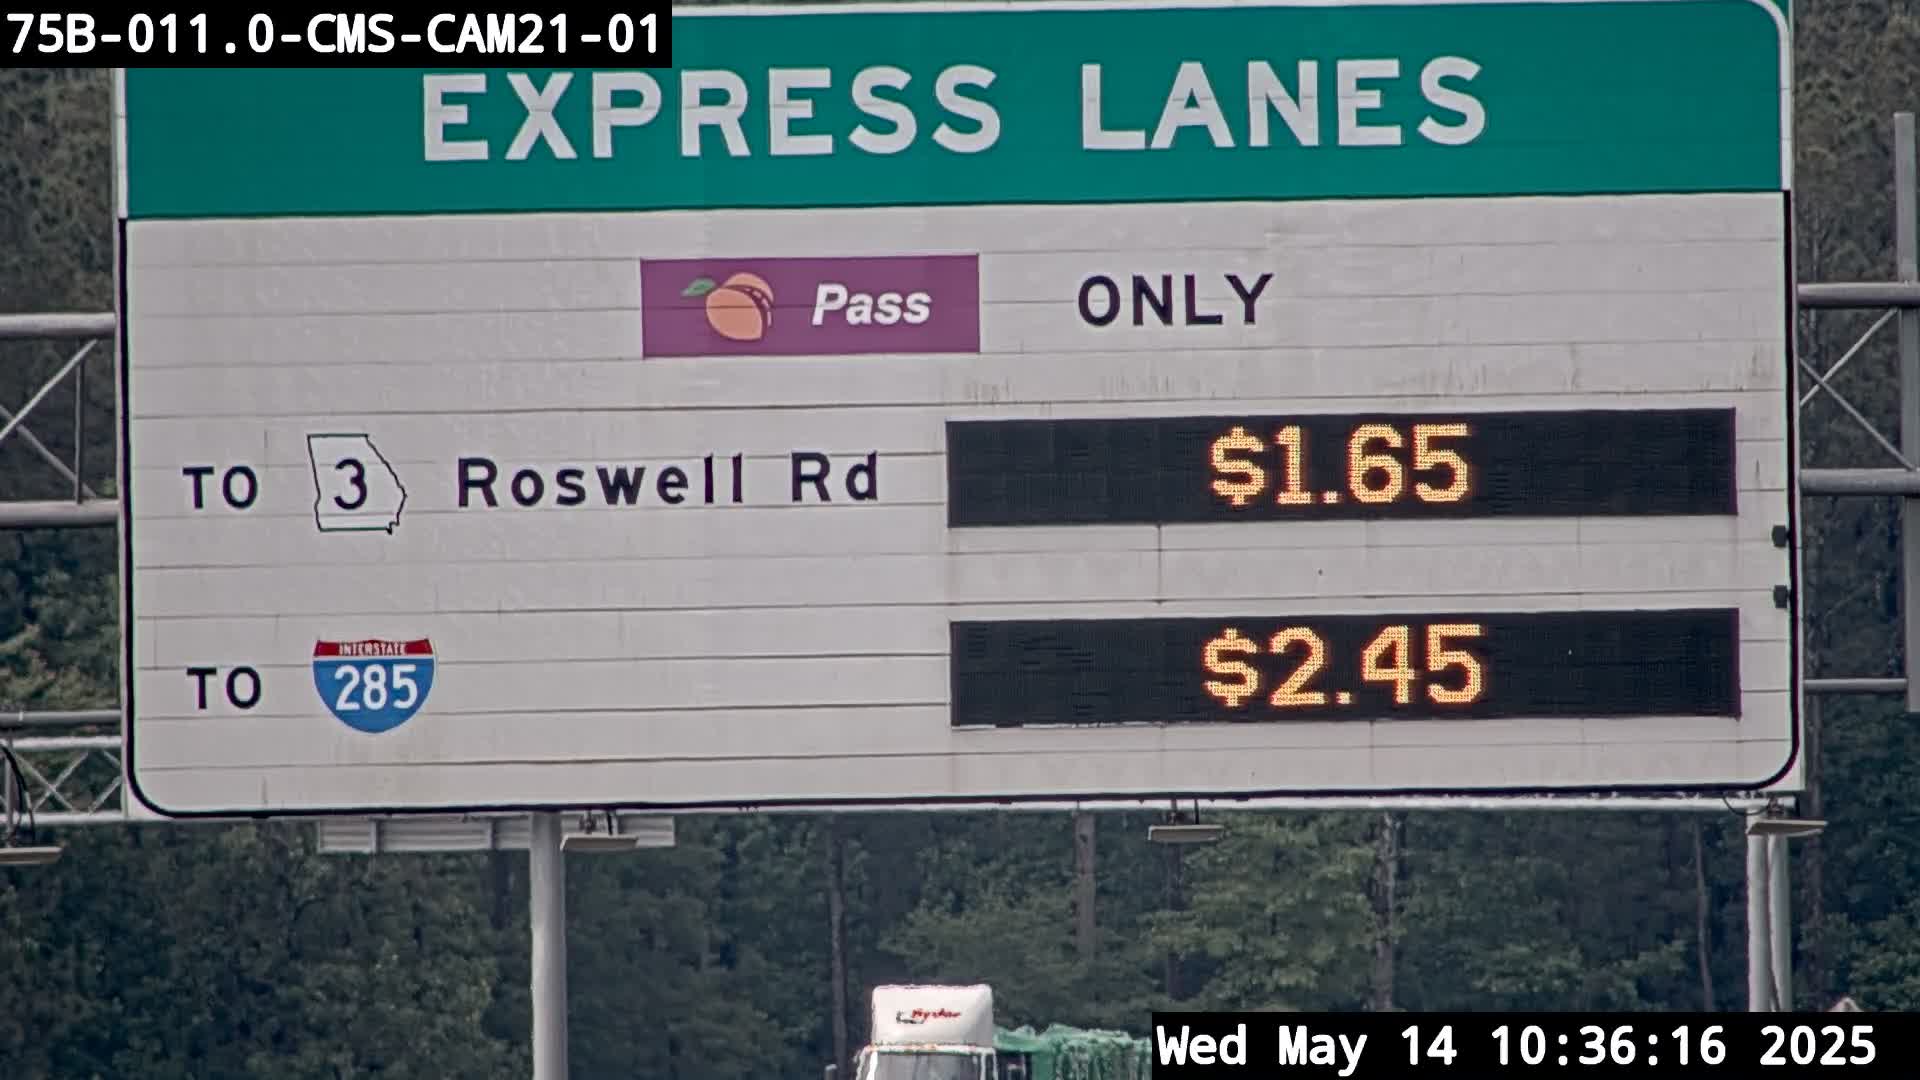 75B-011.0-CMS-CAM21-01
EXPRESS LANES
Pass ONLY
TO 3 Roswell Rd $1.65
INTERSTATE
TO 285 $2.45
Wed May 14 10:36:16 2025